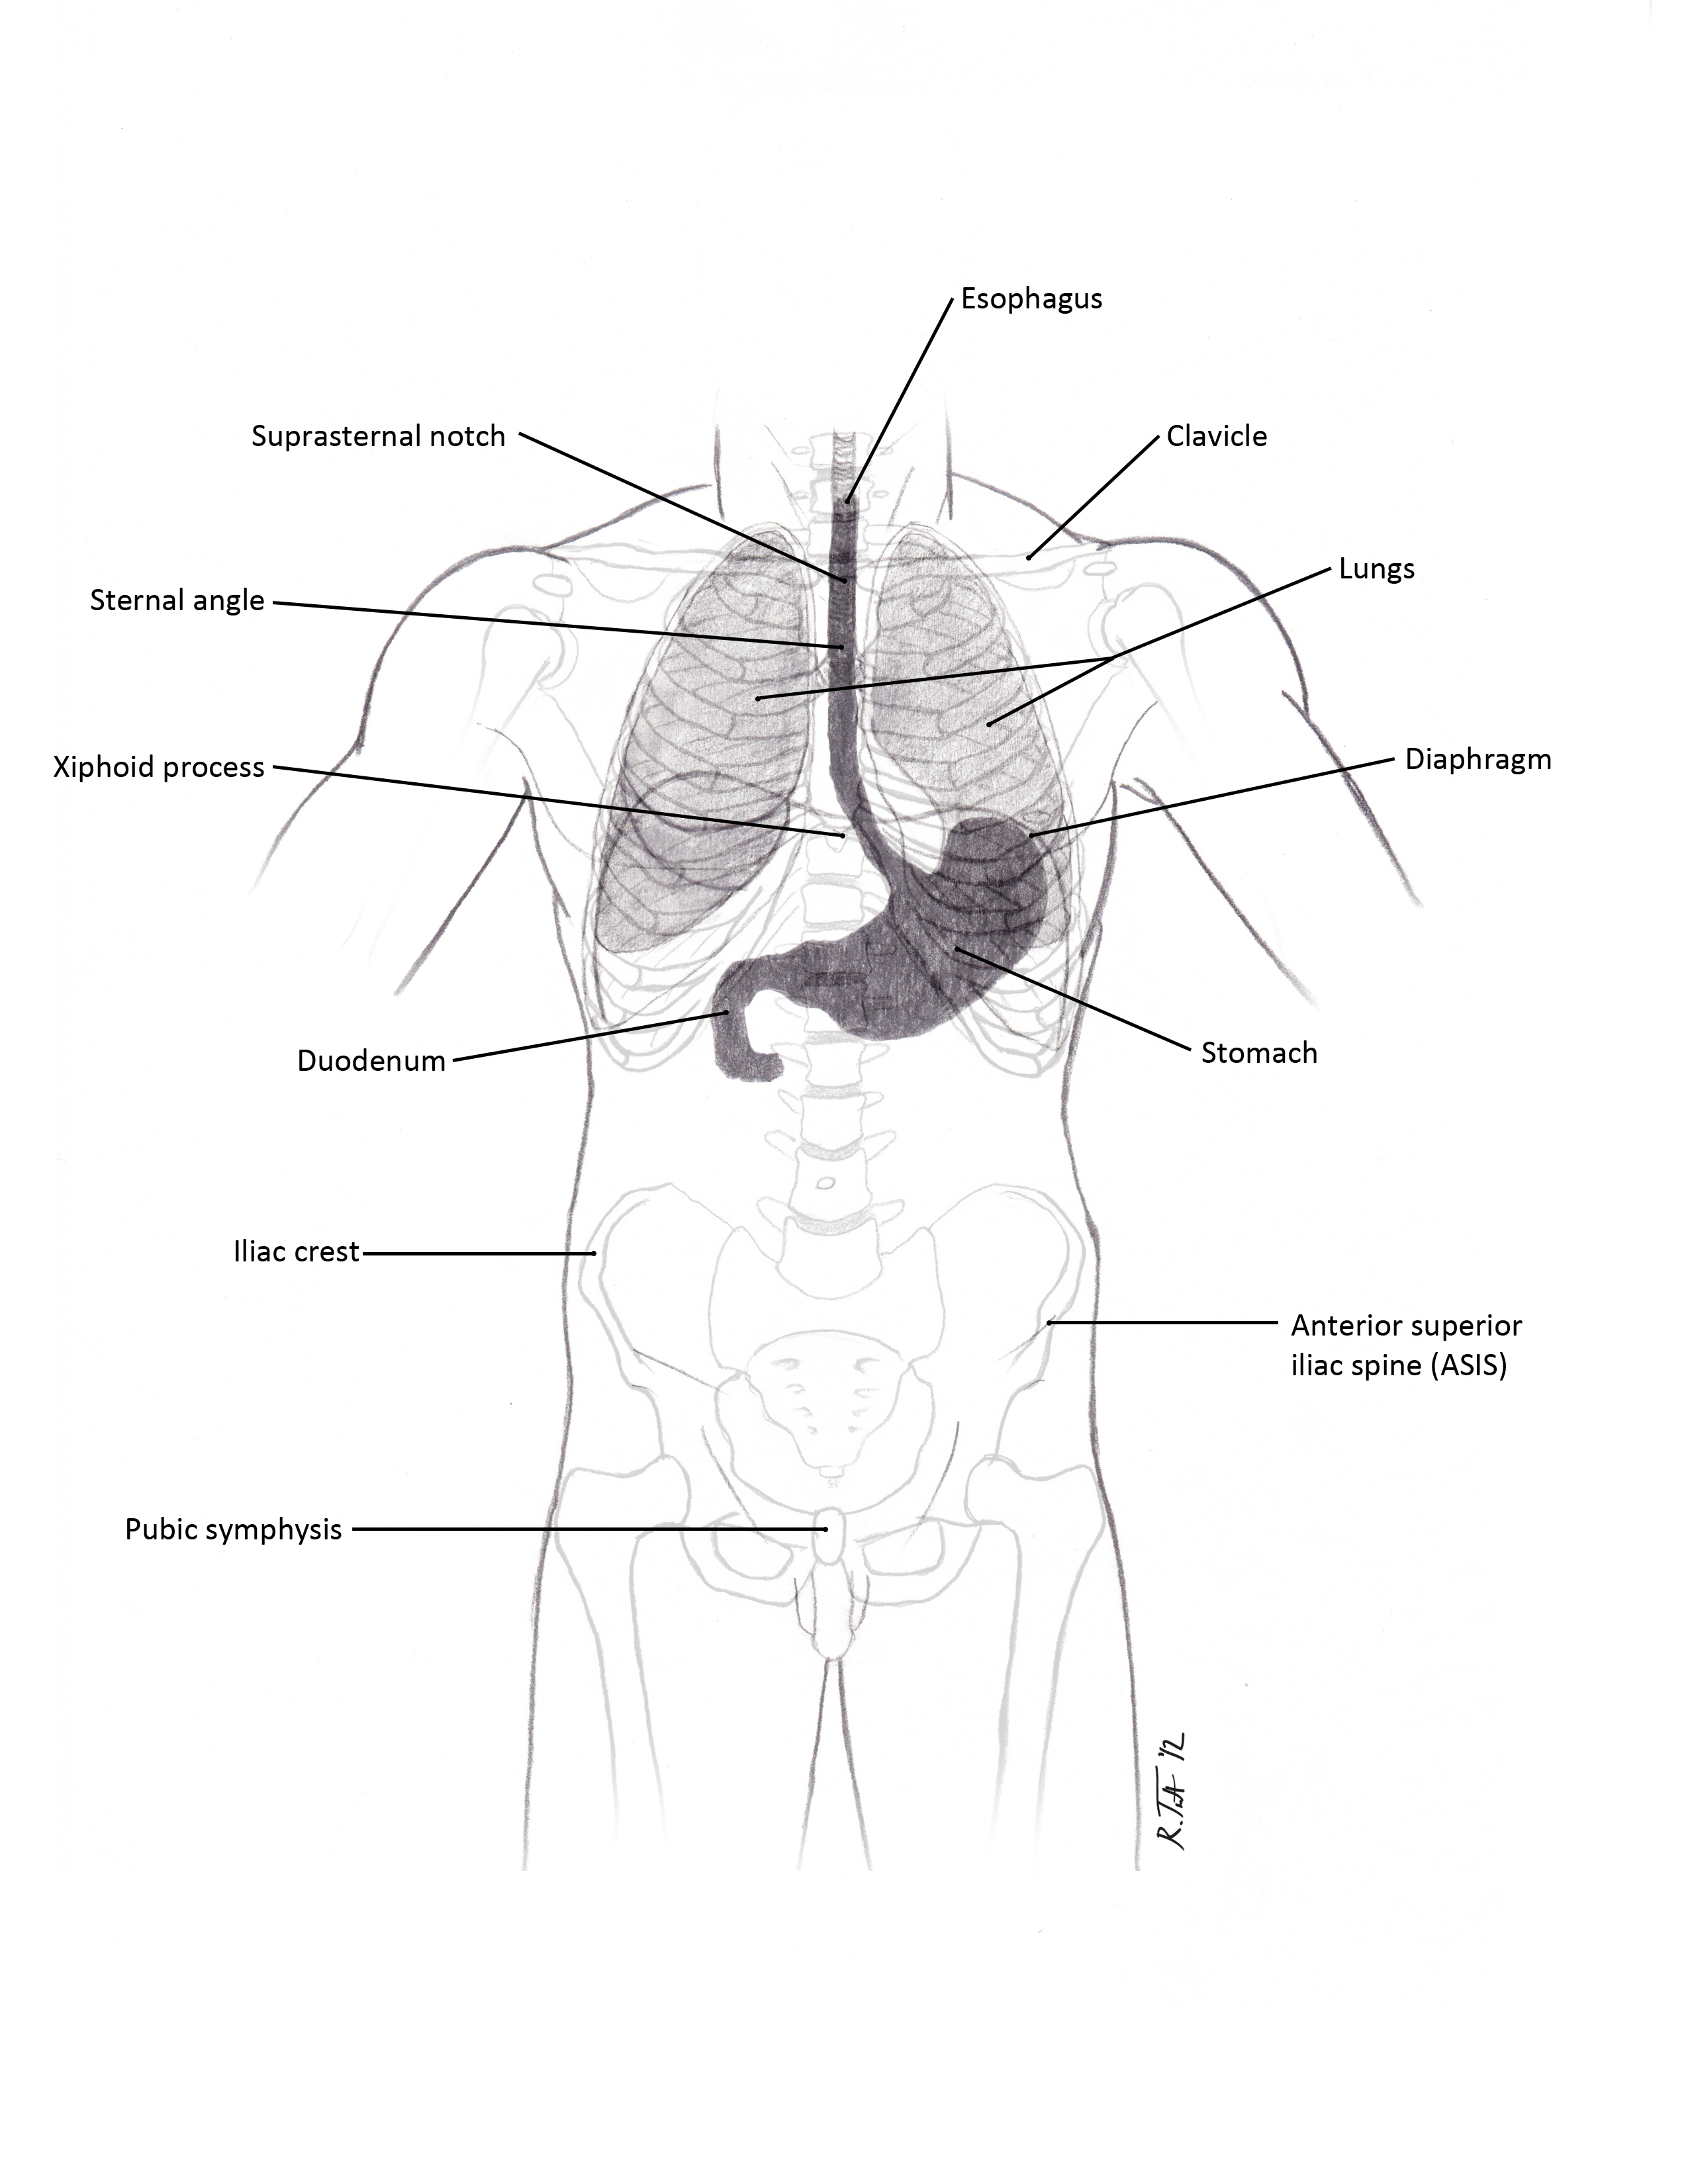 Esophagus
Suprasternal notch
Clavicle
Lungs
Sternal angle
Diaphragm
Xiphoid process
Stomach
Duodenum
Iliac crest
Anterior superior
iliac spine (ASIS)
Pubic symphysis
R. '12